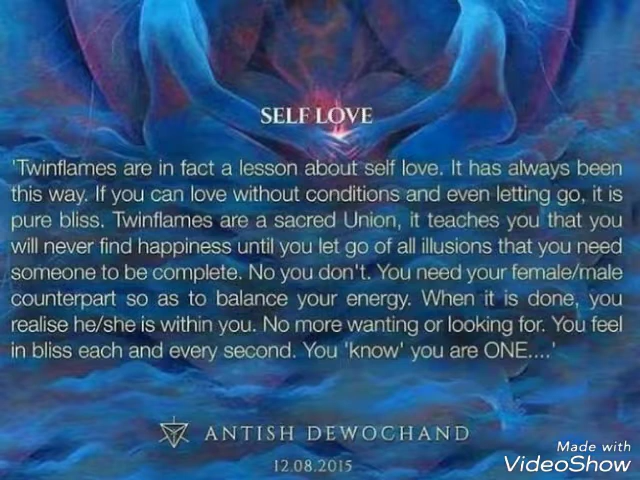 SELF LOVE
'Twinflames are in fact a lesson about self love. It has always been
this way. If you can love without conditions and even letting go, it is
pure bliss. Twinflames are a sacred Union, it teaches you that you
will never find happiness until you let go of all illusions that you need
someone to be complete. No you don't. You need your female/male
counterpart so as to balance your energy. When it is done, you
realise he/she is within you. No more wanting or looking for. You feel
in bliss each and every second. You 'know' you are ONE....'
ANTISH DEWOCHAND
12.08.2015
Made with
VideoShow